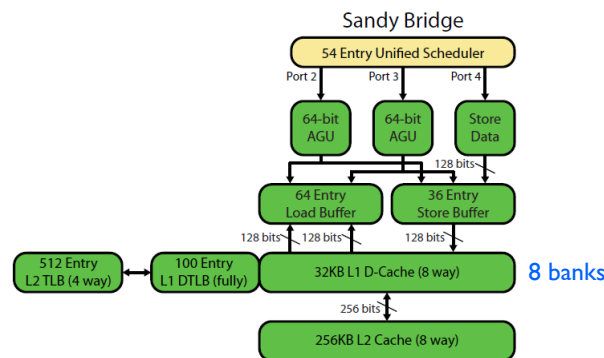 Sandy Bridge
54 Entry Unified Scheduler
Port 2
Port 3
Port 4
64-bit
AGU
64-bit
AGU
Store
Data
128 bits
64 Entry
Load Buffer
36 Entry
Store Buffer
128 bits
128 bits
128 bits
512 Entry
L2 TLB (4 way)
100 Entry
L1 DTLB (fully)
32KB L1 D-Cache (8 way)
8 banks
256 bits
256KB L2 Cache (8 way)